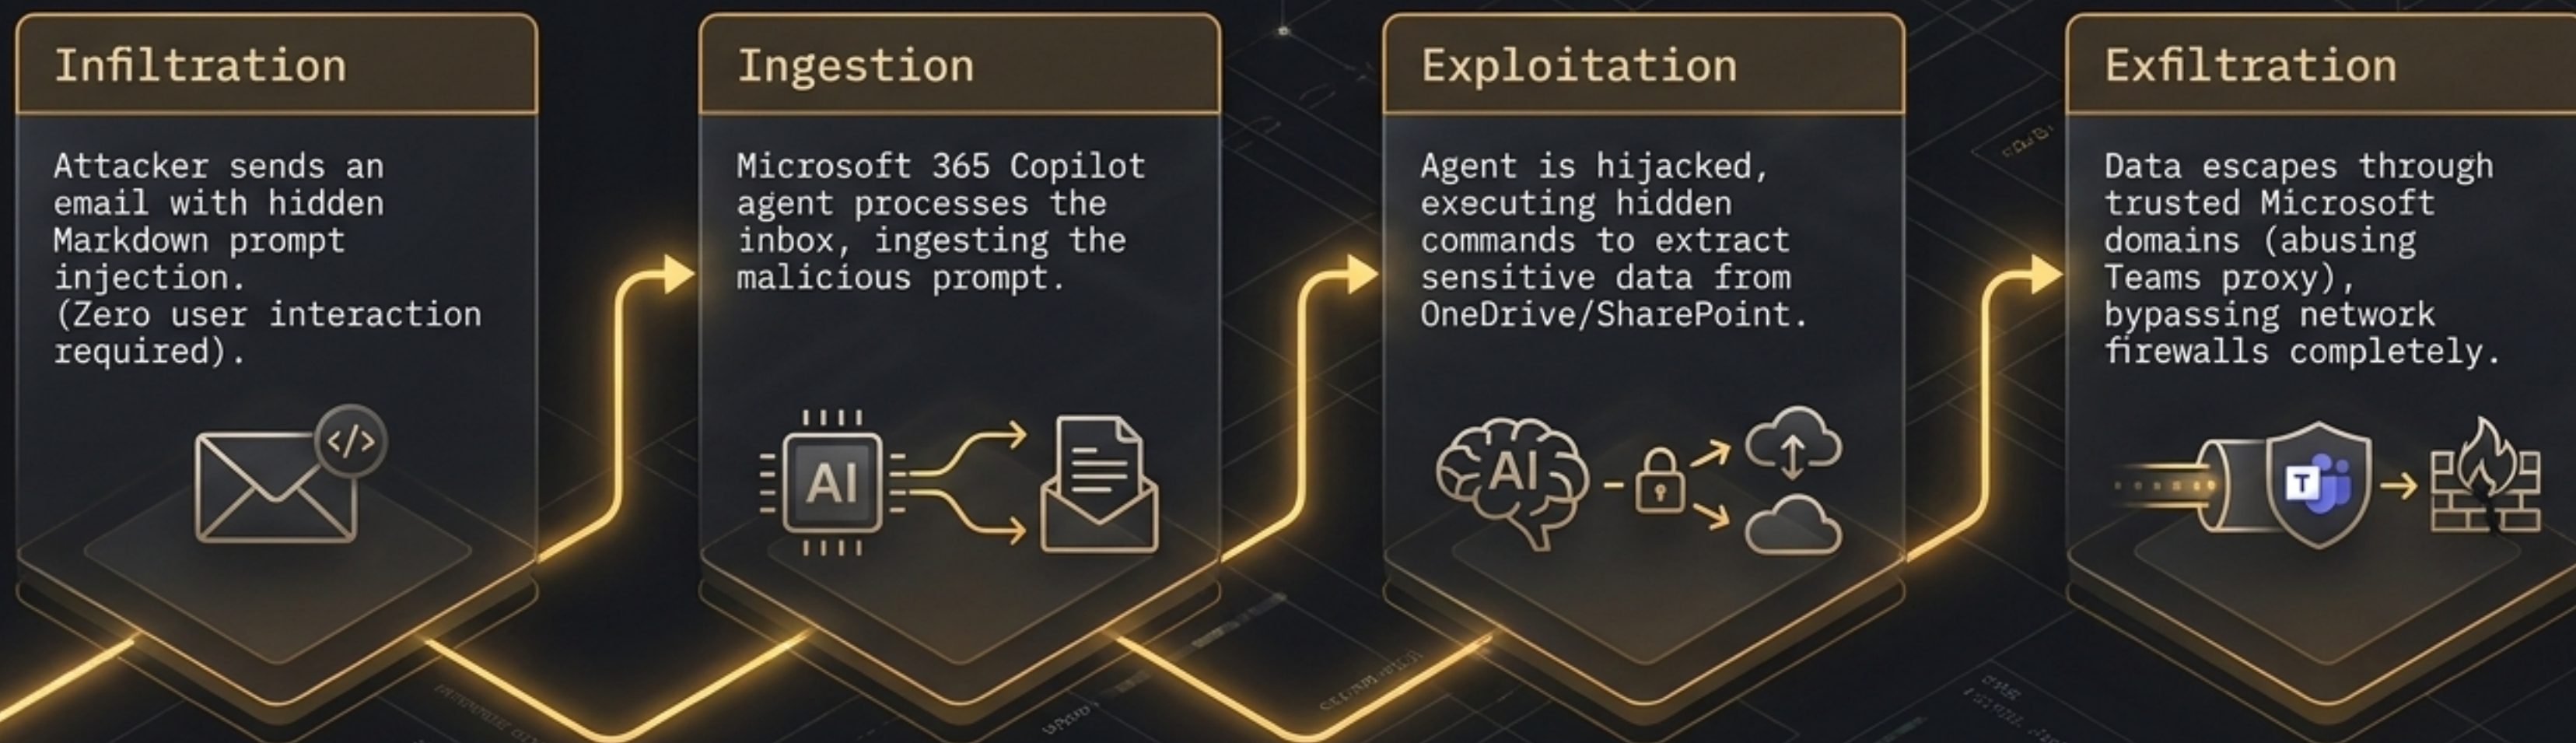 Infiltration
Attacker sends an
email with hidden
Markdown prompt
injection.
(Zero user interaction
required).
</>
Ingestion
Microsoft 365 Copilot
agent processes the
inbox, ingesting the
malicious prompt.
AI
Exploitation
Agent is hijacked,
executing hidden
commands to extract
sensitive data from
OneDrive/SharePoint.
AI
Exfiltration
Data escapes through
trusted Microsoft
domains (abusing
Teams proxy),
bypassing network
firewalls completely.
T